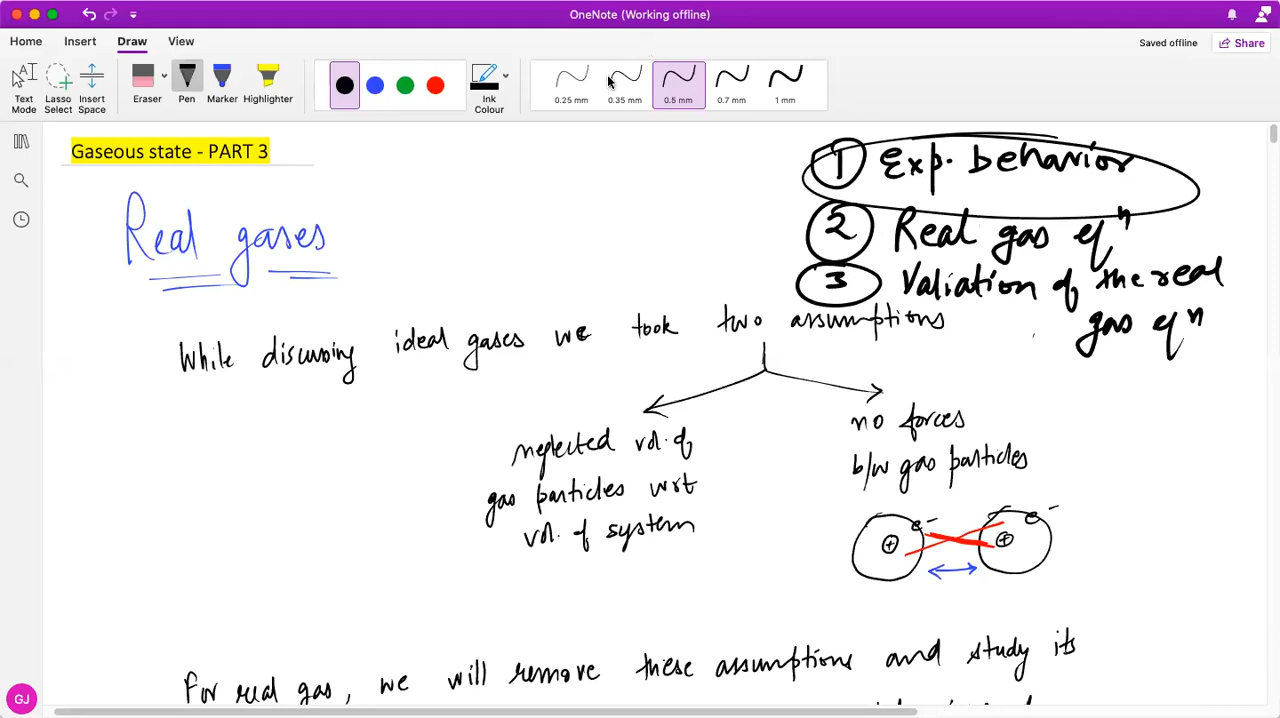 OneNote (Working offline)
Home Insert Draw View
Saved offline
Share
Text Mode
Lasso Select
Insert Space
Eraser
Pen
Marker
Highlighter
Ink Colour
0.25 mm
0.35 mm
0.5 mm
0.7 mm
1 mm
Gaseous state - PART 3
1 Exp. behavior
2 Real gas eqⁿ
3 Valiation of the real
gas eqⁿ
Real gases
While discussing ideal gases we took two assumptions
neglected vol. of
gas particles wrt
vol. of system
no forces
b/w gas particles
e⁻ e⁻
+ +
For real gas, we will remove these assumptions and study its
GJ